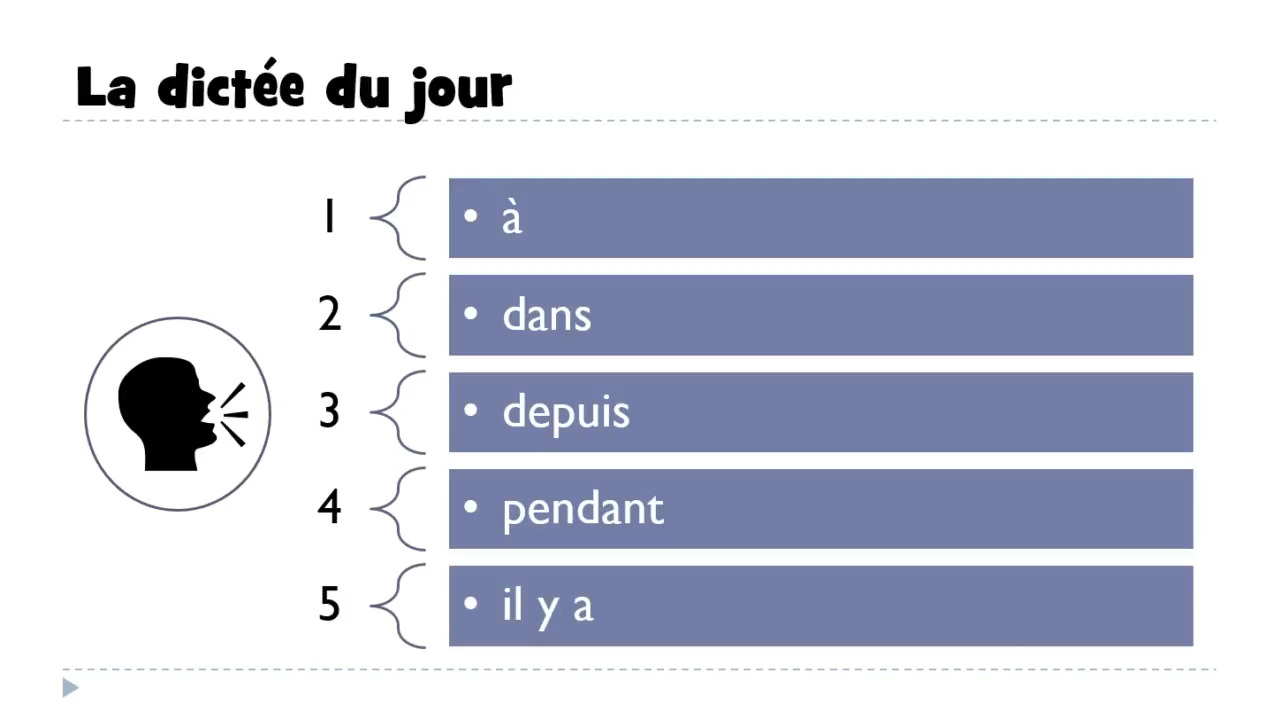 La dictée du jour
1 • à
2 • dans
3 • depuis
4 • pendant
5 • il y a